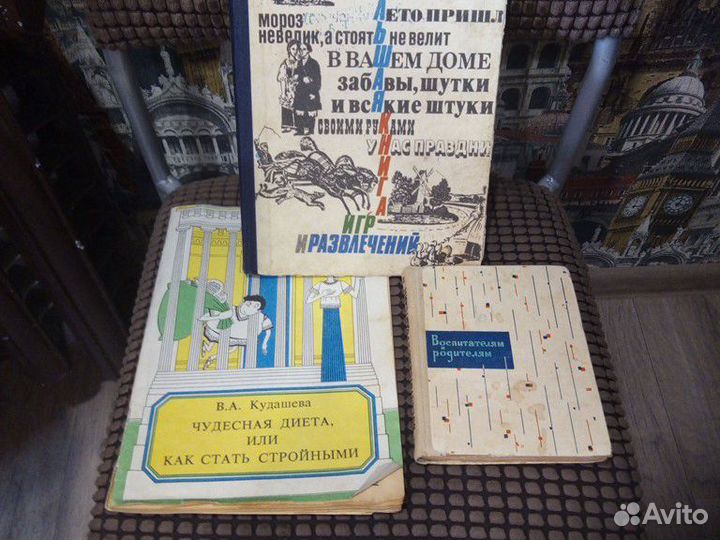 МОРОЗ
НЕВЕЛИК, А СТОЯТЬ НЕ ВЕЛИТ
ЛЕТО ПРИШЛ
В ВАШЕМ ДОМЕ
ЗАБАВЫ, ШУТКИ
И ВСЯКИЕ ШТУКИ
СВОИМИ РУКАМИ
У НАС ПРАЗДНИ
ЛЬШАЯ КНИГА
ИГР
И РАЗВЛЕЧЕНИЙ
В.А. Кудашева
ЧУДЕСНАЯ ДИЕТА,
ИЛИ
КАК СТАТЬ СТРОЙНЫМИ
Воспитателям
и
родителям
Avito